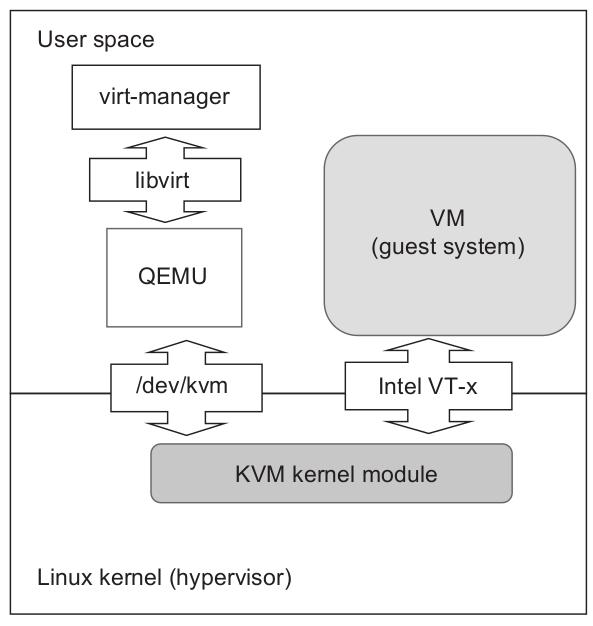 User space
virt-manager
libvirt
QEMU
VM
(guest system)
/dev/kvm
Intel VT-x
KVM kernel module
Linux kernel (hypervisor)